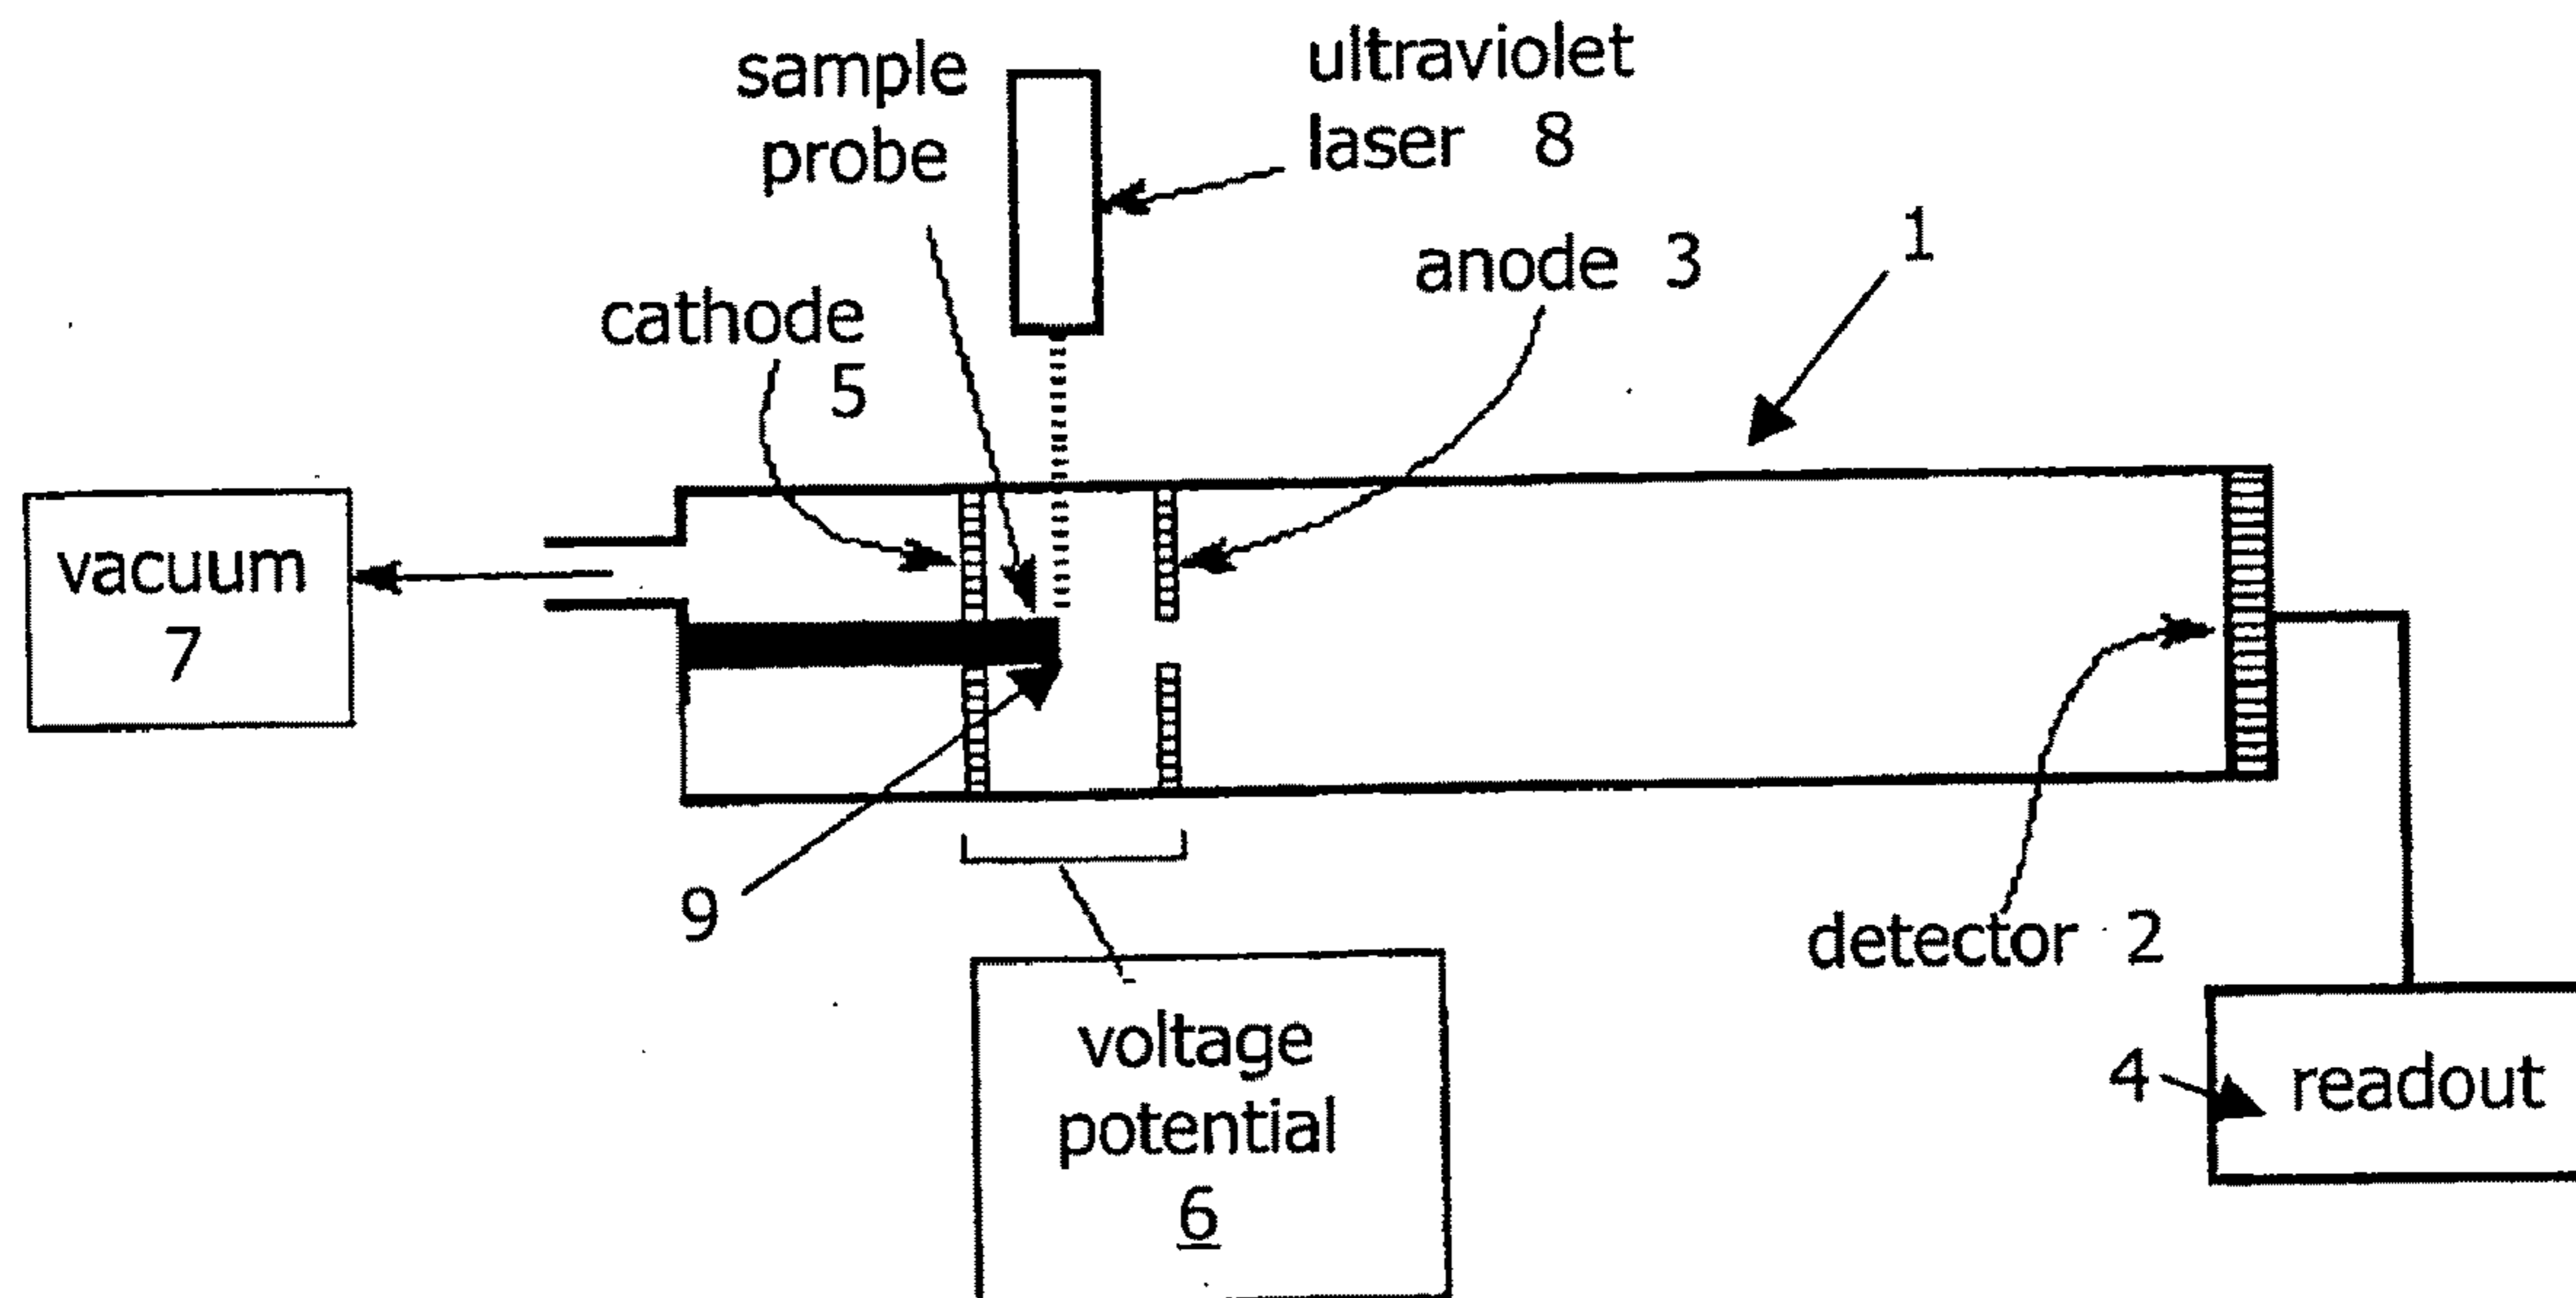 sample
probe
ultraviolet
laser 8
cathode
5
anode 3
1
vacuum
7
9
detector 2
voltage
potential
6
4
readout